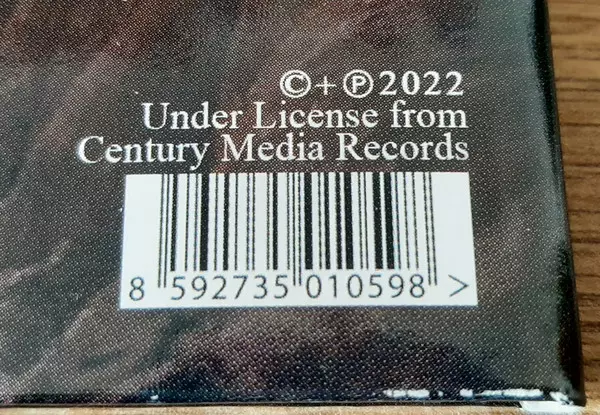 ©+℗2022
Under License from
Century Media Records
8 592735 010598 >